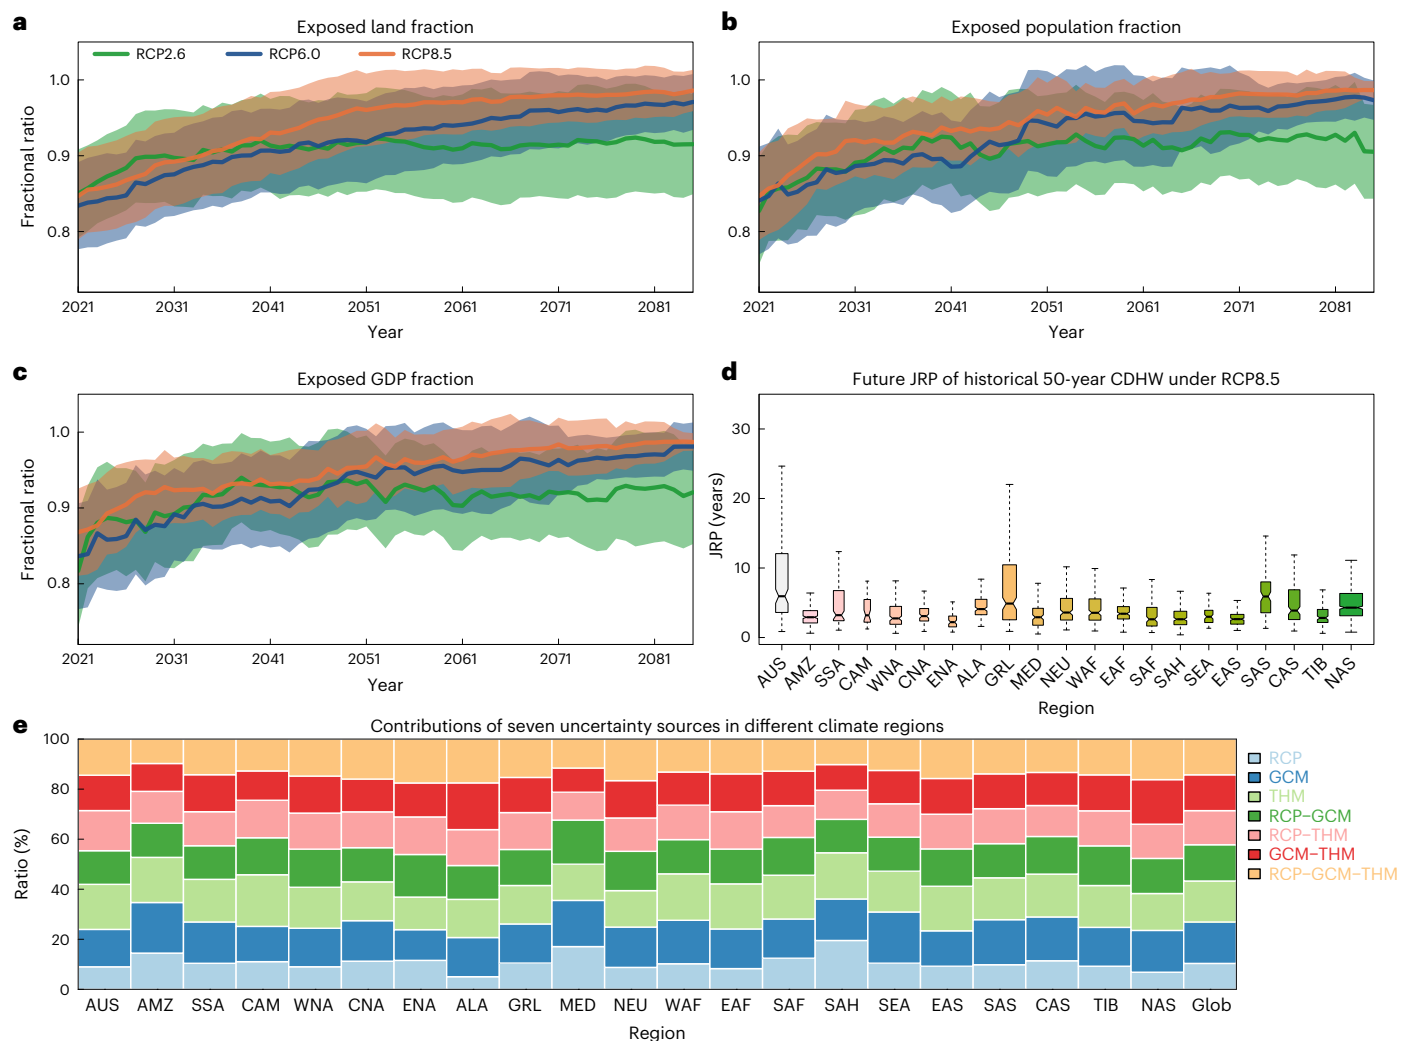 a
Exposed land fraction
RCP2.6 RCP6.0 RCP8.5
Fractional ratio
1.0
0.9
0.8
2021 2031 2041 2051 2061 2071 2081
Year
b
Exposed population fraction
1.0
0.9
0.8
2021 2031 2041 2051 2061 2071 2081
Year
c
Exposed GDP fraction
Fractional ratio
1.0
0.9
0.8
2021 2031 2041 2051 2061 2071 2081
Year
d
Future JRP of historical 50-year CDHW under RCP8.5
JRP (years)
30
20
10
0
AUS AMZ SSA CAM WNA CNA ENA ALA GRL MED NEU WAF EAF SAF SAH SEA EAS SAS CAS TIB NAS
Region
e
Contributions of seven uncertainty sources in different climate regions
Ratio (%)
100
80
60
40
20
0
AUS AMZ SSA CAM WNA CNA ENA ALA GRL MED NEU WAF EAF SAF SAH SEA EAS SAS CAS TIB NAS Glob
Region
RCP
GCM
THM
RCP–GCM
RCP–THM
GCM–THM
RCP–GCM–THM